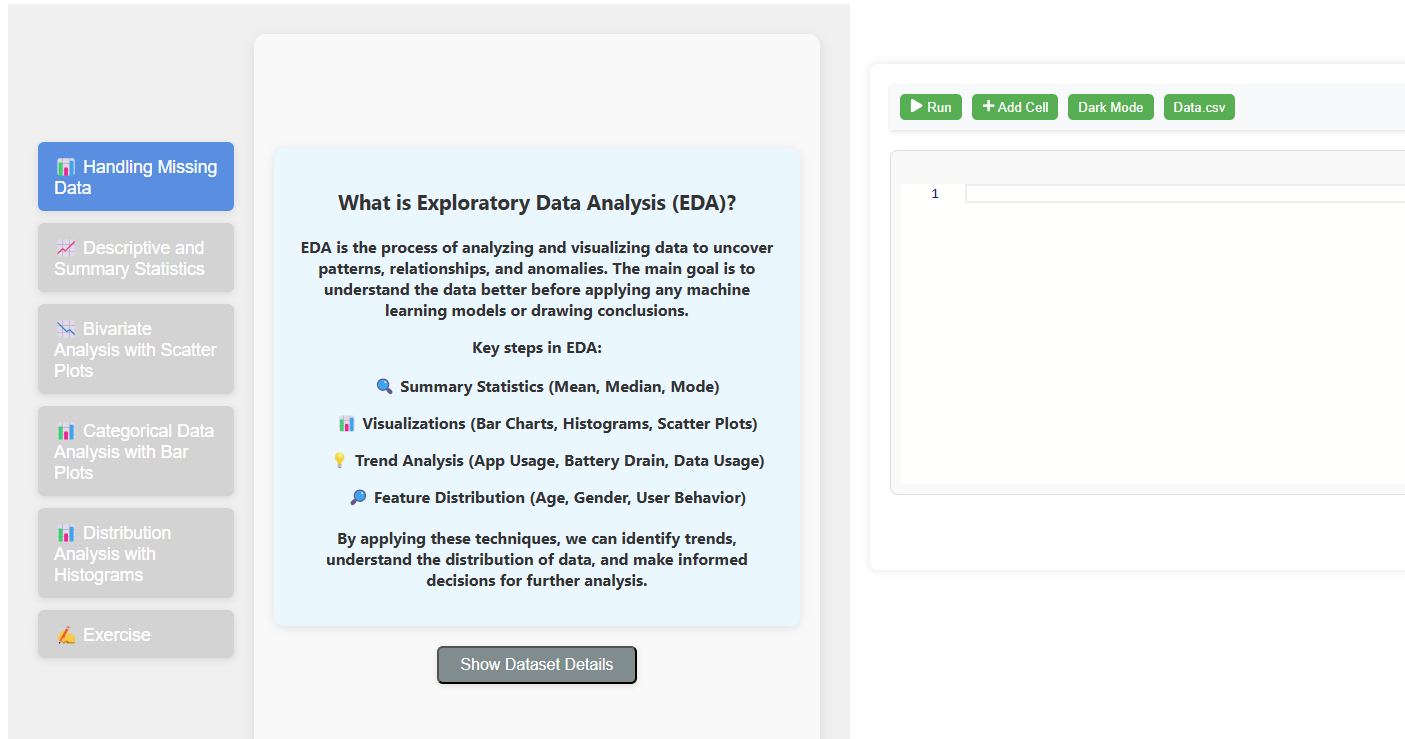 Handling Missing
Data
Descriptive and
Summary Statistics
Bivariate
Analysis with Scatter
Plots
Categorical Data
Analysis with Bar
Plots
Distribution
Analysis with
Histograms
Exercise
What is Exploratory Data Analysis (EDA)?
EDA is the process of analyzing and visualizing data to uncover
patterns, relationships, and anomalies. The main goal is to
understand the data better before applying any machine
learning models or drawing conclusions.
Key steps in EDA:
Summary Statistics (Mean, Median, Mode)
Visualizations (Bar Charts, Histograms, Scatter Plots)
Trend Analysis (App Usage, Battery Drain, Data Usage)
Feature Distribution (Age, Gender, User Behavior)
By applying these techniques, we can identify trends,
understand the distribution of data, and make informed
decisions for further analysis.
Show Dataset Details
Run Add Cell Dark Mode Data.csv
1